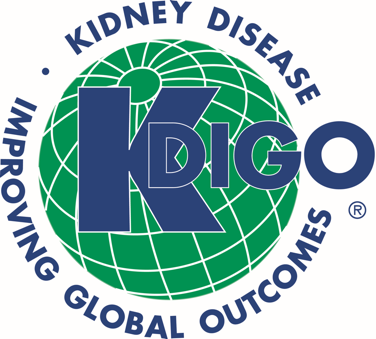 • KIDNEY DISEASE
KDIGO
®
IMPROVING GLOBAL OUTCOMES